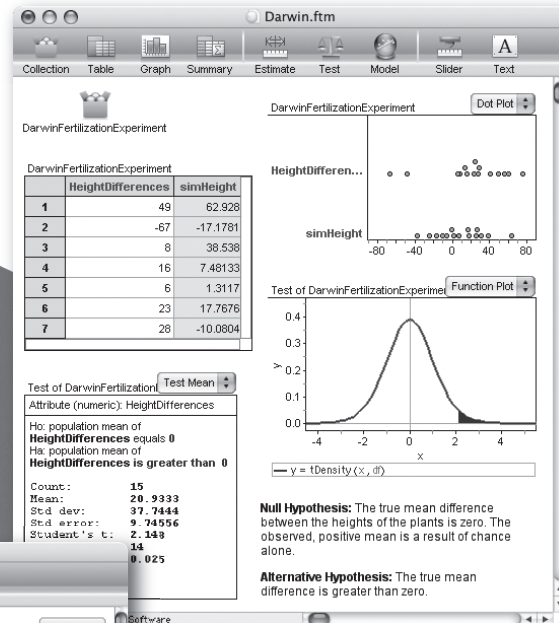 Darwin.ftm
Collection Table Graph Summary Estimate Test Model Slider Text
A
DarwinFertilizationExperiment
DarwinFertilizationExperiment
HeightDifferences simHeight
1 49 62.928
2 -67 -17.1781
3 8 38.538
4 16 7.48133
5 6 1.3117
6 23 17.7676
7 28 -10.0804
Test of DarwinFertilization Test Mean
Attribute (numeric): HeightDifferences
Ho: population mean of
HeightDifferences equals 0
Ha: population mean of
HeightDifferences is greater than 0
Count: 15
Mean: 20.9333
Std dev: 37.7444
Std error: 9.74556
Student's t: 2.148
14
0.025
DarwinFertilizationExperiment Dot Plot
HeightDifferen...
simHeight
-80 -40 0 40 80
Test of DarwinFertilizationExperimen Function Plot
0.4
0.3
0.2
0.1
0.0
y
-4 -2 0 2 4
x
y = tDensity(x, df)
Null Hypothesis: The true mean difference
between the heights of the plants is zero. The
observed, positive mean is a result of chance
alone.
Alternative Hypothesis: The true mean
difference is greater than zero.
Software